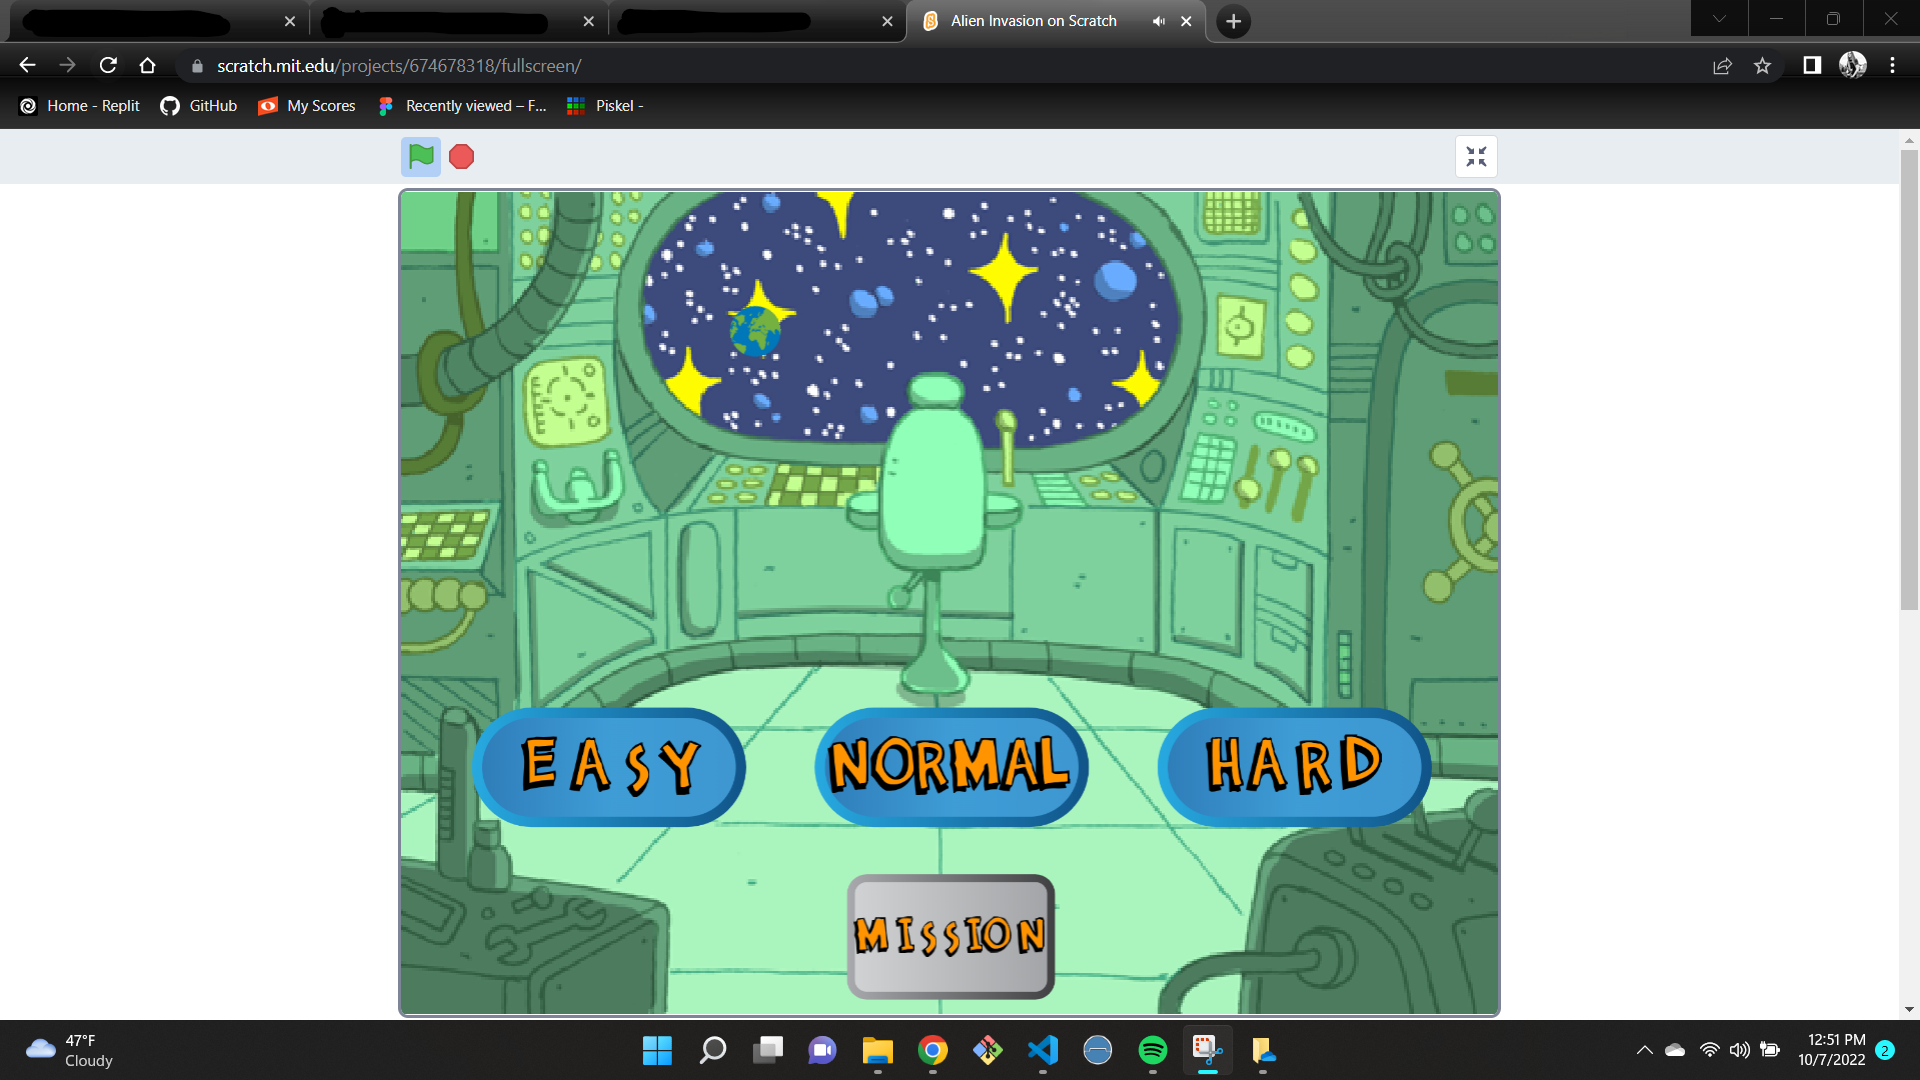 Alien Invasion on Scratch
scratch.mit.edu/projects/674678318/fullscreen/
Home - Replit
GitHub
My Scores
Recently viewed – F...
Piskel -
EASY
NORMAL
HARD
MISSION
47°F
Cloudy
12:51 PM
10/7/2022
2